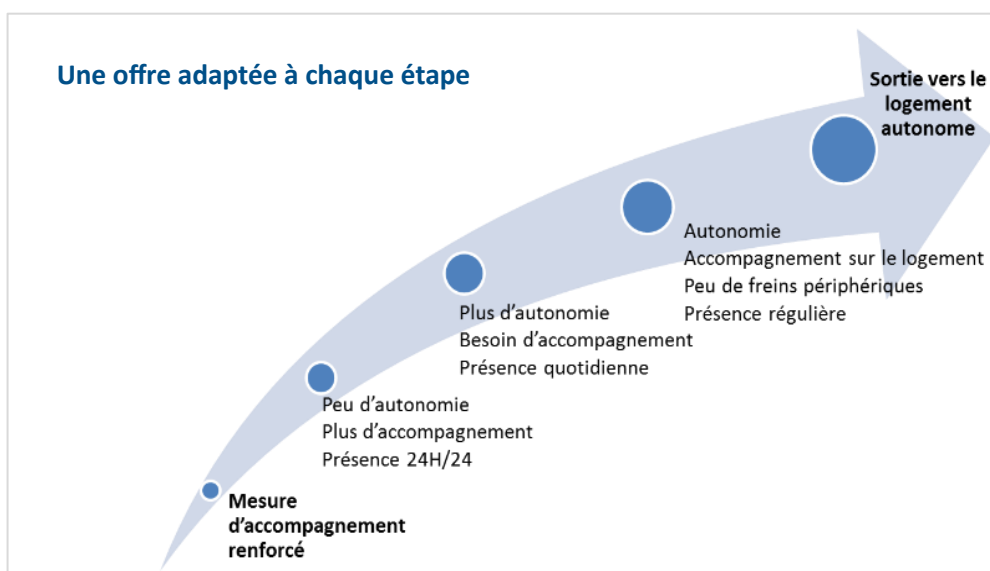 Une offre adaptée à chaque étape
Sortie vers le
logement
autonome
Autonomie
Accompagnement sur le logement
Peu de freins périphériques
Présence régulière
Plus d’autonomie
Besoin d’accompagnement
Présence quotidienne
Peu d’autonomie
Plus d’accompagnement
Présence 24H/24
Mesure
d’accompagnement
renforcé